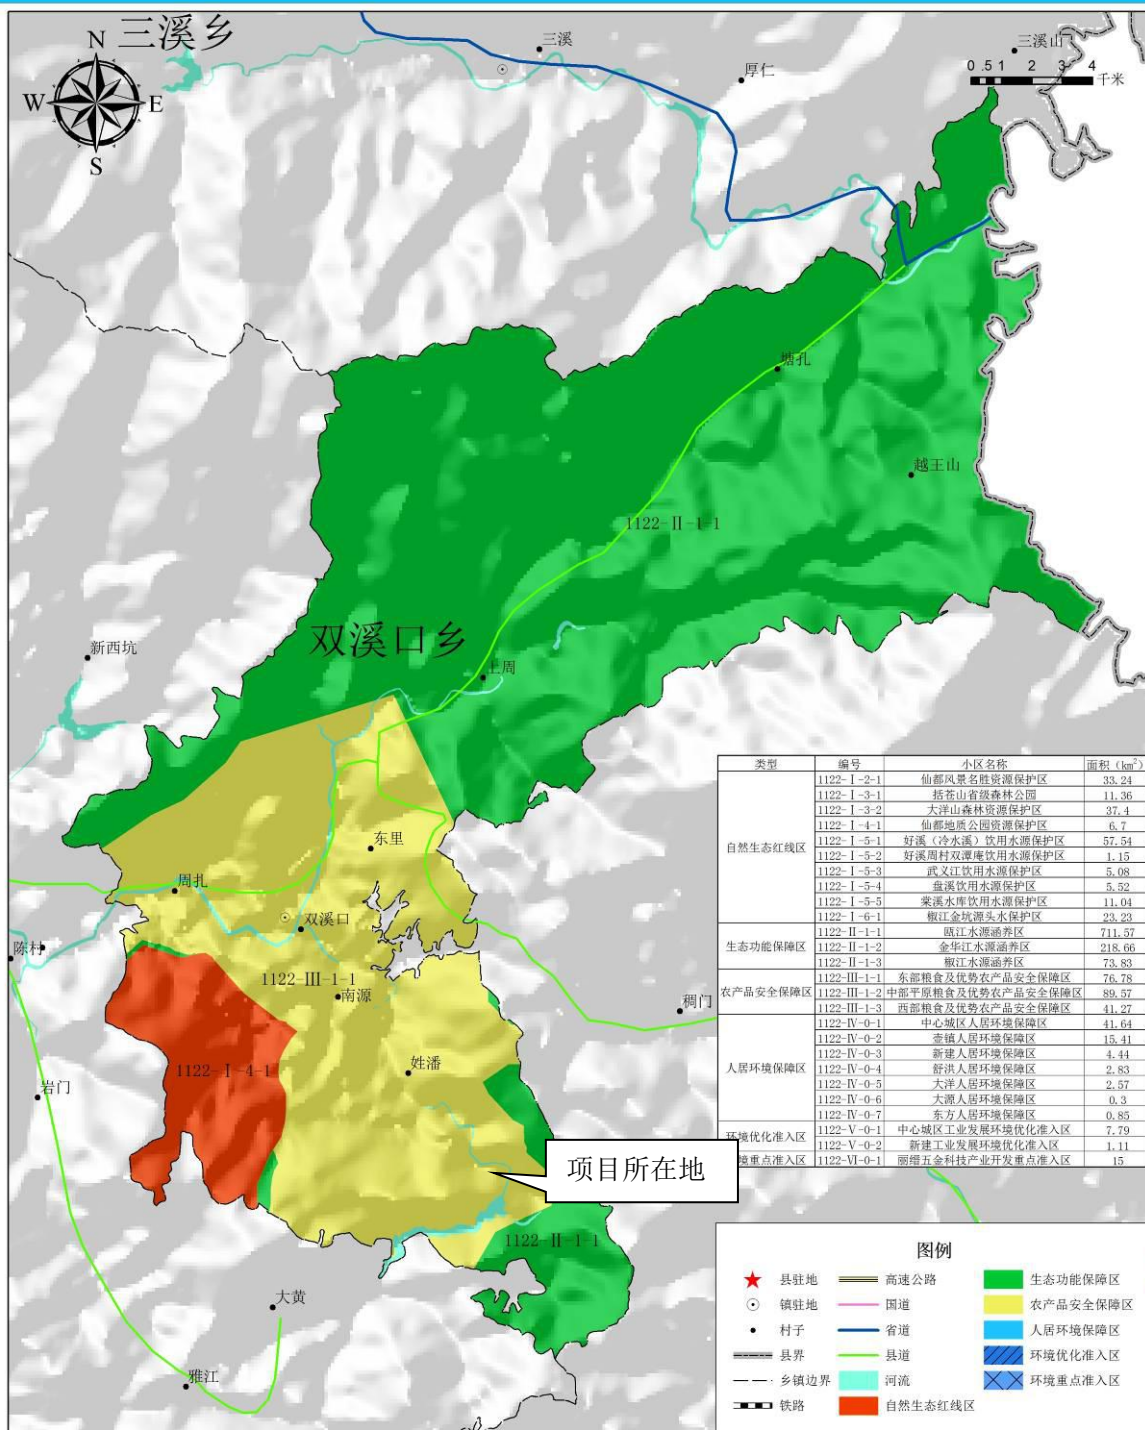 三溪乡
N
W
E
S
三溪
厚仁
三溪山
0 .5 1 2 3 4
千米
塘孔
越王山
1122-Ⅱ-1-1
双溪口乡
新西坑
上周
东里
周扎
双溪口
陈村
1122-Ⅲ-1-1
南源
稠门
1122-Ⅰ-4-1
姓潘
岩门
项目所在地
1122-Ⅱ-1-1
大黄
雅江
类型 编号 小区名称 面积（km²）
自然生态红线区
1122-Ⅰ-2-1 仙都风景名胜资源保护区 33.24
1122-Ⅰ-3-1 括苍山省级森林公园 11.36
1122-Ⅰ-3-2 大洋山森林资源保护区 37.4
1122-Ⅰ-4-1 仙都地质公园资源保护区 6.7
1122-Ⅰ-5-1 好溪（冷水溪）饮用水源保护区 57.54
1122-Ⅰ-5-2 好溪周村双潭庵饮用水源保护区 1.15
1122-Ⅰ-5-3 武义江饮用水源保护区 5.08
1122-Ⅰ-5-4 盘溪饮用水源保护区 5.52
1122-Ⅰ-5-5 棠溪水库饮用水源保护区 11.04
1122-Ⅰ-6-1 椒江金坑源头水保护区 23.23
生态功能保障区
1122-Ⅱ-1-1 瓯江水源涵养区 711.57
1122-Ⅱ-1-2 金华江水源涵养区 218.66
1122-Ⅱ-1-3 椒江水源涵养区 73.83
农产品安全保障区
1122-Ⅲ-1-1 东部粮食及优势农产品安全保障区 76.78
1122-Ⅲ-1-2 中部平原粮食及优势农产品安全保障区 89.57
1122-Ⅲ-1-3 西部粮食及优势农产品安全保障区 41.27
人居环境保障区
1122-Ⅳ-0-1 中心城区人居环境保障区 41.64
1122-Ⅳ-0-2 壶镇人居环境保障区 15.41
1122-Ⅳ-0-3 新建人居环境保障区 4.44
1122-Ⅳ-0-4 舒洪人居环境保障区 2.83
1122-Ⅳ-0-5 大洋人居环境保障区 2.57
1122-Ⅳ-0-6 大源人居环境保障区 0.3
1122-Ⅳ-0-7 东方人居环境保障区 0.85
环境优化准入区
1122-Ⅴ-0-1 中心城区工业发展环境优化准入区 7.79
1122-Ⅴ-0-2 新建工业发展环境优化准入区 1.11
境重点准入区 1122-Ⅵ-0-1 丽缙五金科技产业开发重点准入区 15
图例
县驻地 高速公路 生态功能保障区
镇驻地 国道 农产品安全保障区
村子 省道 人居环境保障区
县界 县道 环境优化准入区
乡镇边界 河流 环境重点准入区
铁路 自然生态红线区